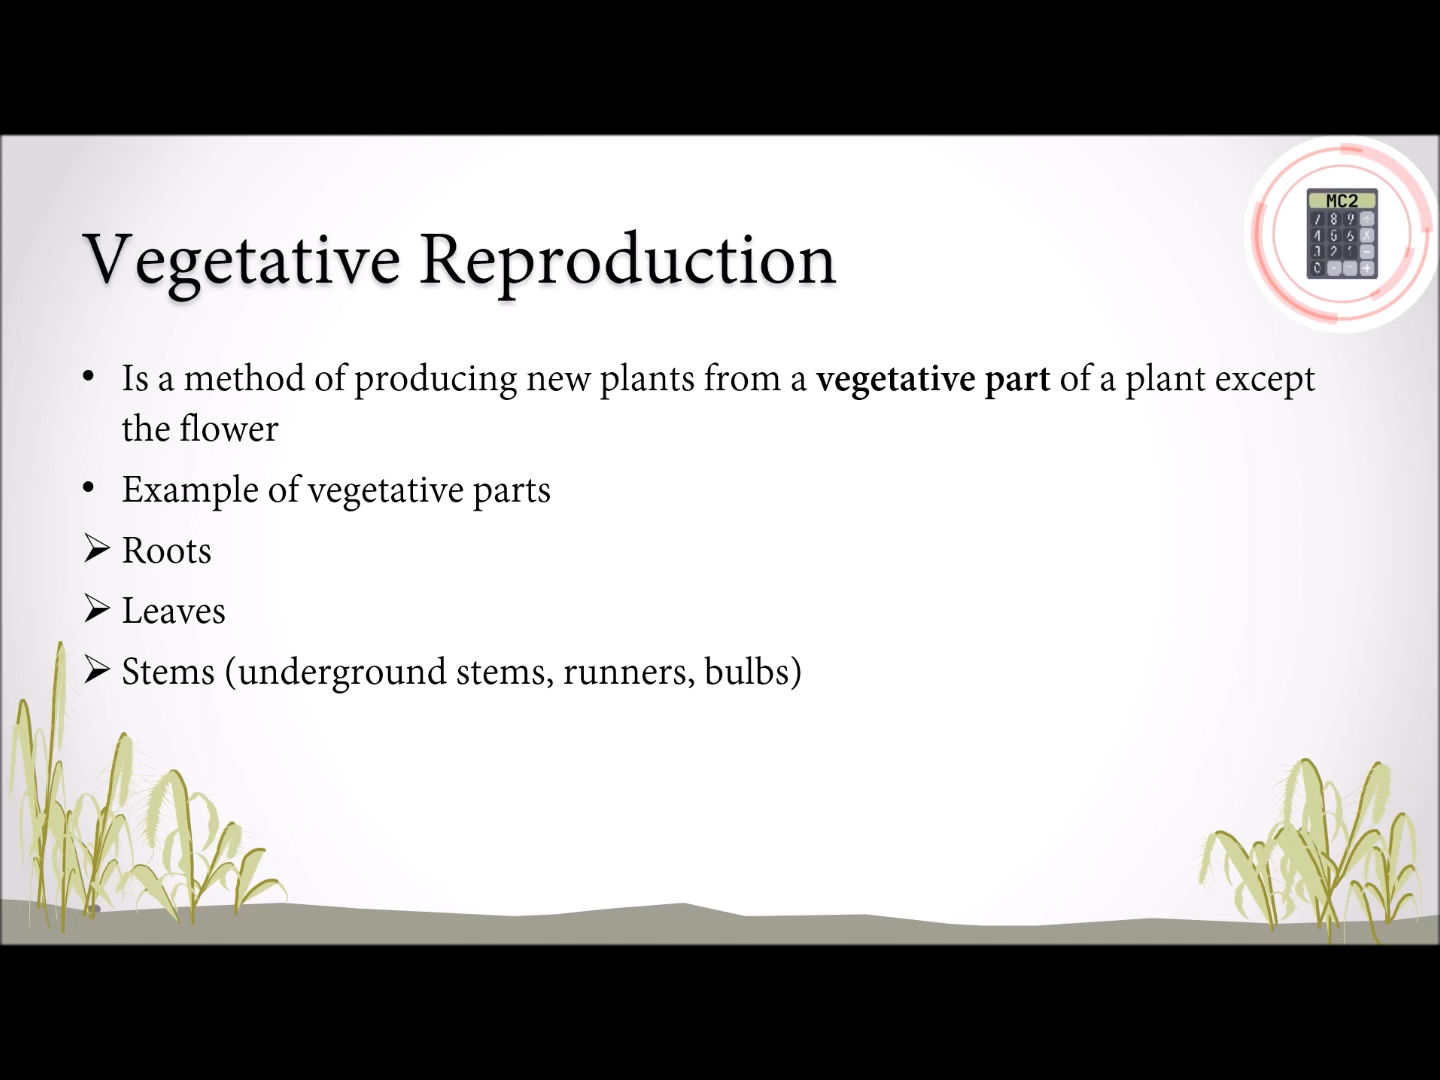 MC2
Vegetative Reproduction
• Is a method of producing new plants from a vegetative part of a plant except
the flower
• Example of vegetative parts
➢ Roots
➢ Leaves
➢ Stems (underground stems, runners, bulbs)